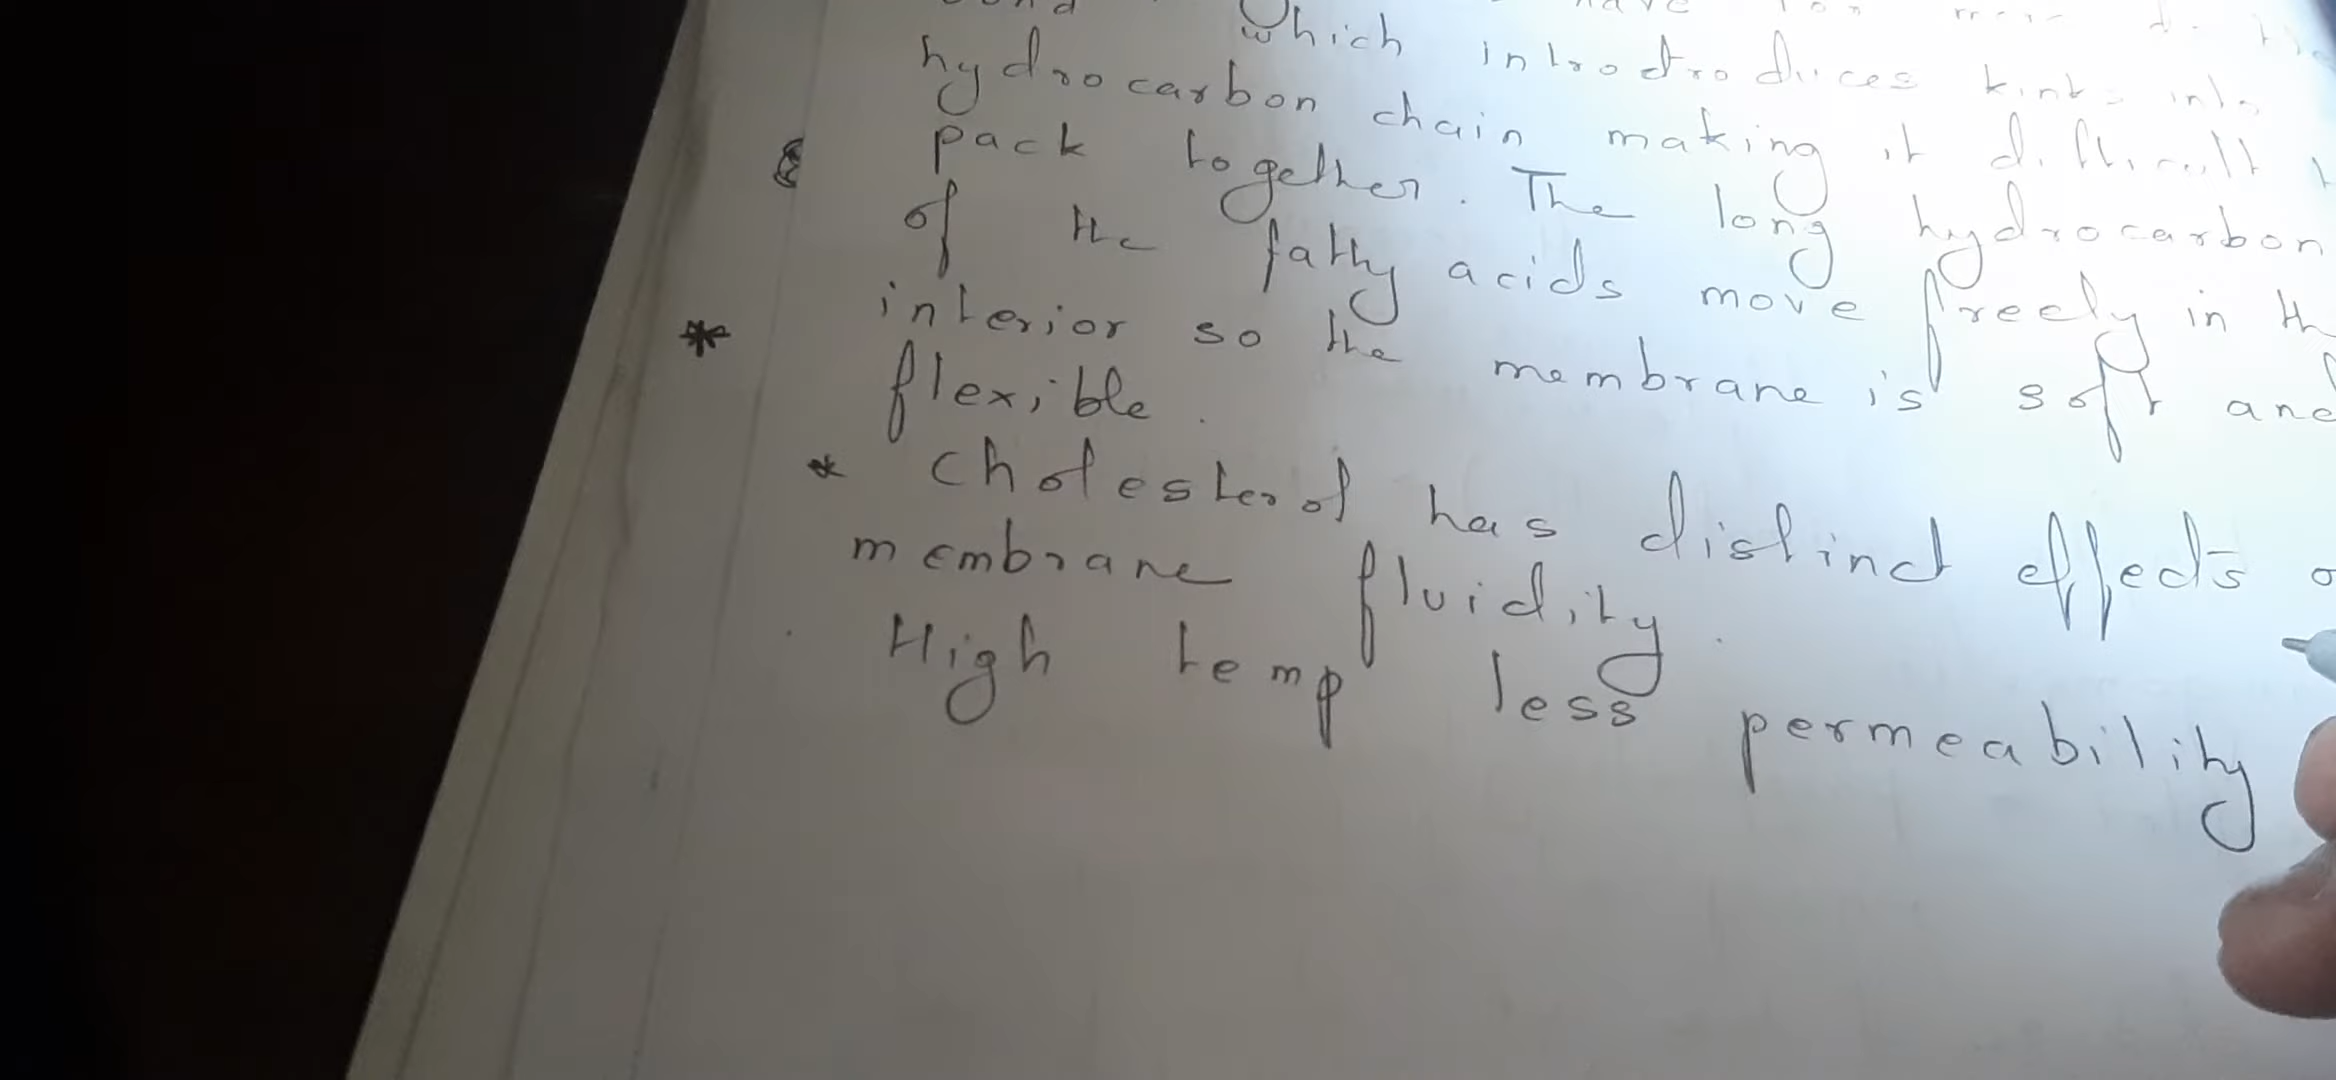 which introdroduces kinks into
hydrocarbon chain making it difficult
pack together. The long hydrocarbon
of the fatty acids move freely in th
* interior so the membrane is soft and
flexible.
* cholesterol has distinct effects o
membrane fluidity.
High temp less permeability